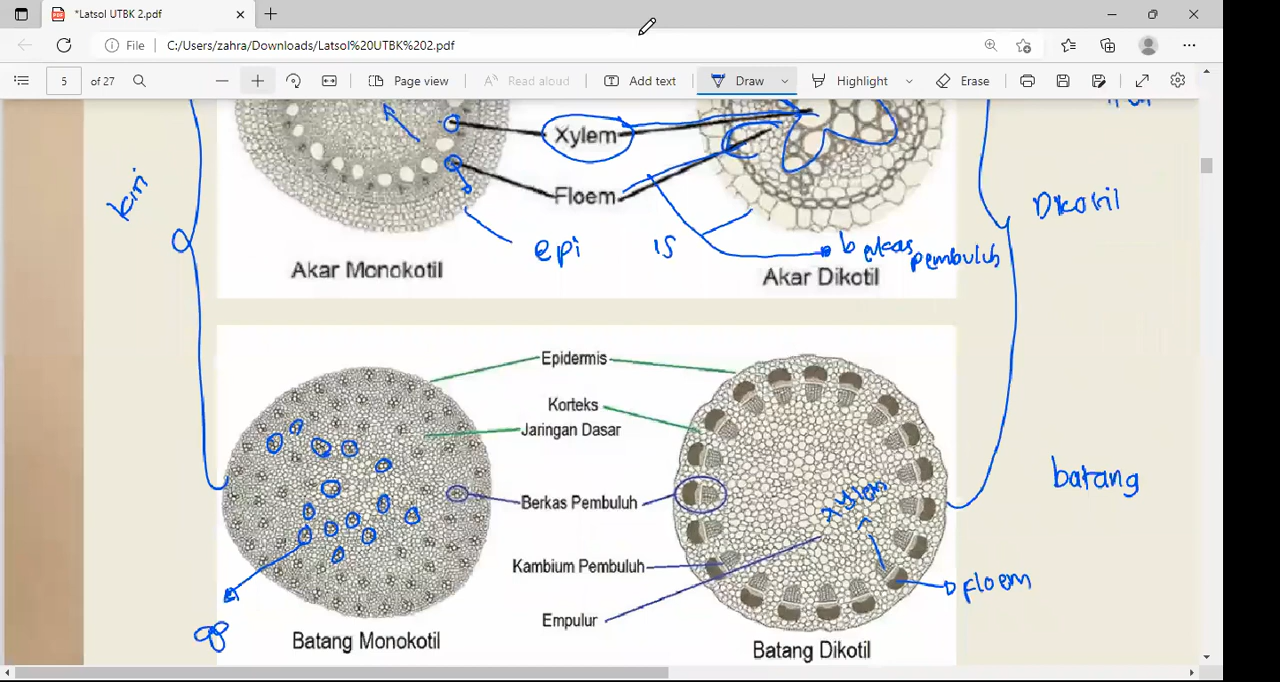 *Latsol UTBK 2.pdf
File C:/Users/zahra/Downloads/Latsol%20UTBK%202.pdf
5 of 27 Page view Read aloud Add text Draw Highlight Erase
Xylem
kiri
Floem
Dikotil
epi
berkas
pembuluh
Akar Monokotil
Akar Dikotil
Epidermis
Korteks
Jaringan Dasar
batang
Berkas Pembuluh
xylem
Kambium Pembuluh
floem
Empulur
Batang Monokotil
Batang Dikotil